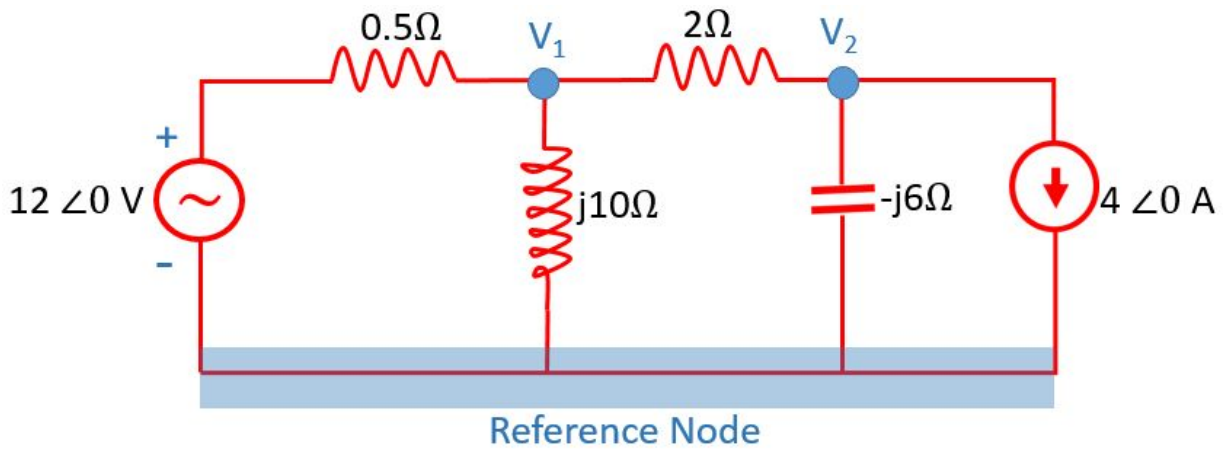 0.5Ω
V1
2Ω
V2
+
12 ∠0 V
-
j10Ω
-j6Ω
4 ∠0 A
Reference Node